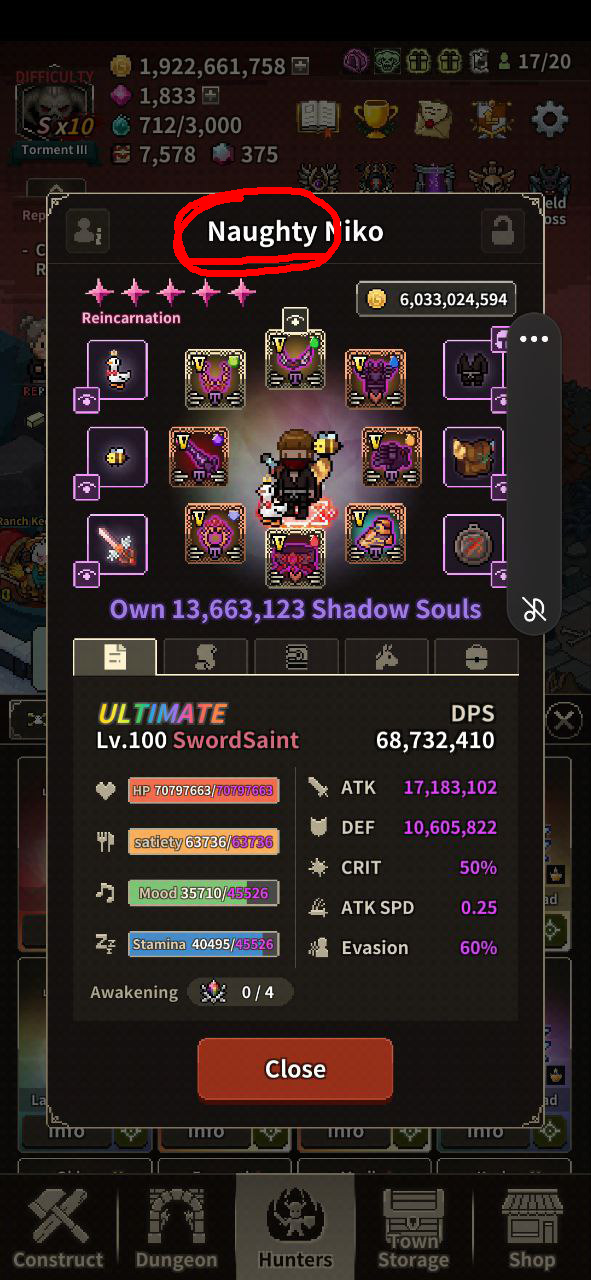 DIFFICULTY
S x10
Torment III
1,922,661,758
1,833
712/3,000
7,578
375
17/20
Naughty Niko
Reincarnation
6,033,024,594
V
V
V
V
V
V
V
V
Own 13,663,123 Shadow Souls
ULTIMATE
DPS
Lv.100 SwordSaint
68,732,410
HP 70797663/70797663
ATK 17,183,102
satiety 63736/63736
DEF 10,605,822
Mood 35710/45526
CRIT 50%
Stamina 40495/45526
ATK SPD 0.25
Evasion 60%
Awakening 0 / 4
Close
Info
Info
Info
Info
Construct
Dungeon
Hunters
Town
Storage
Shop